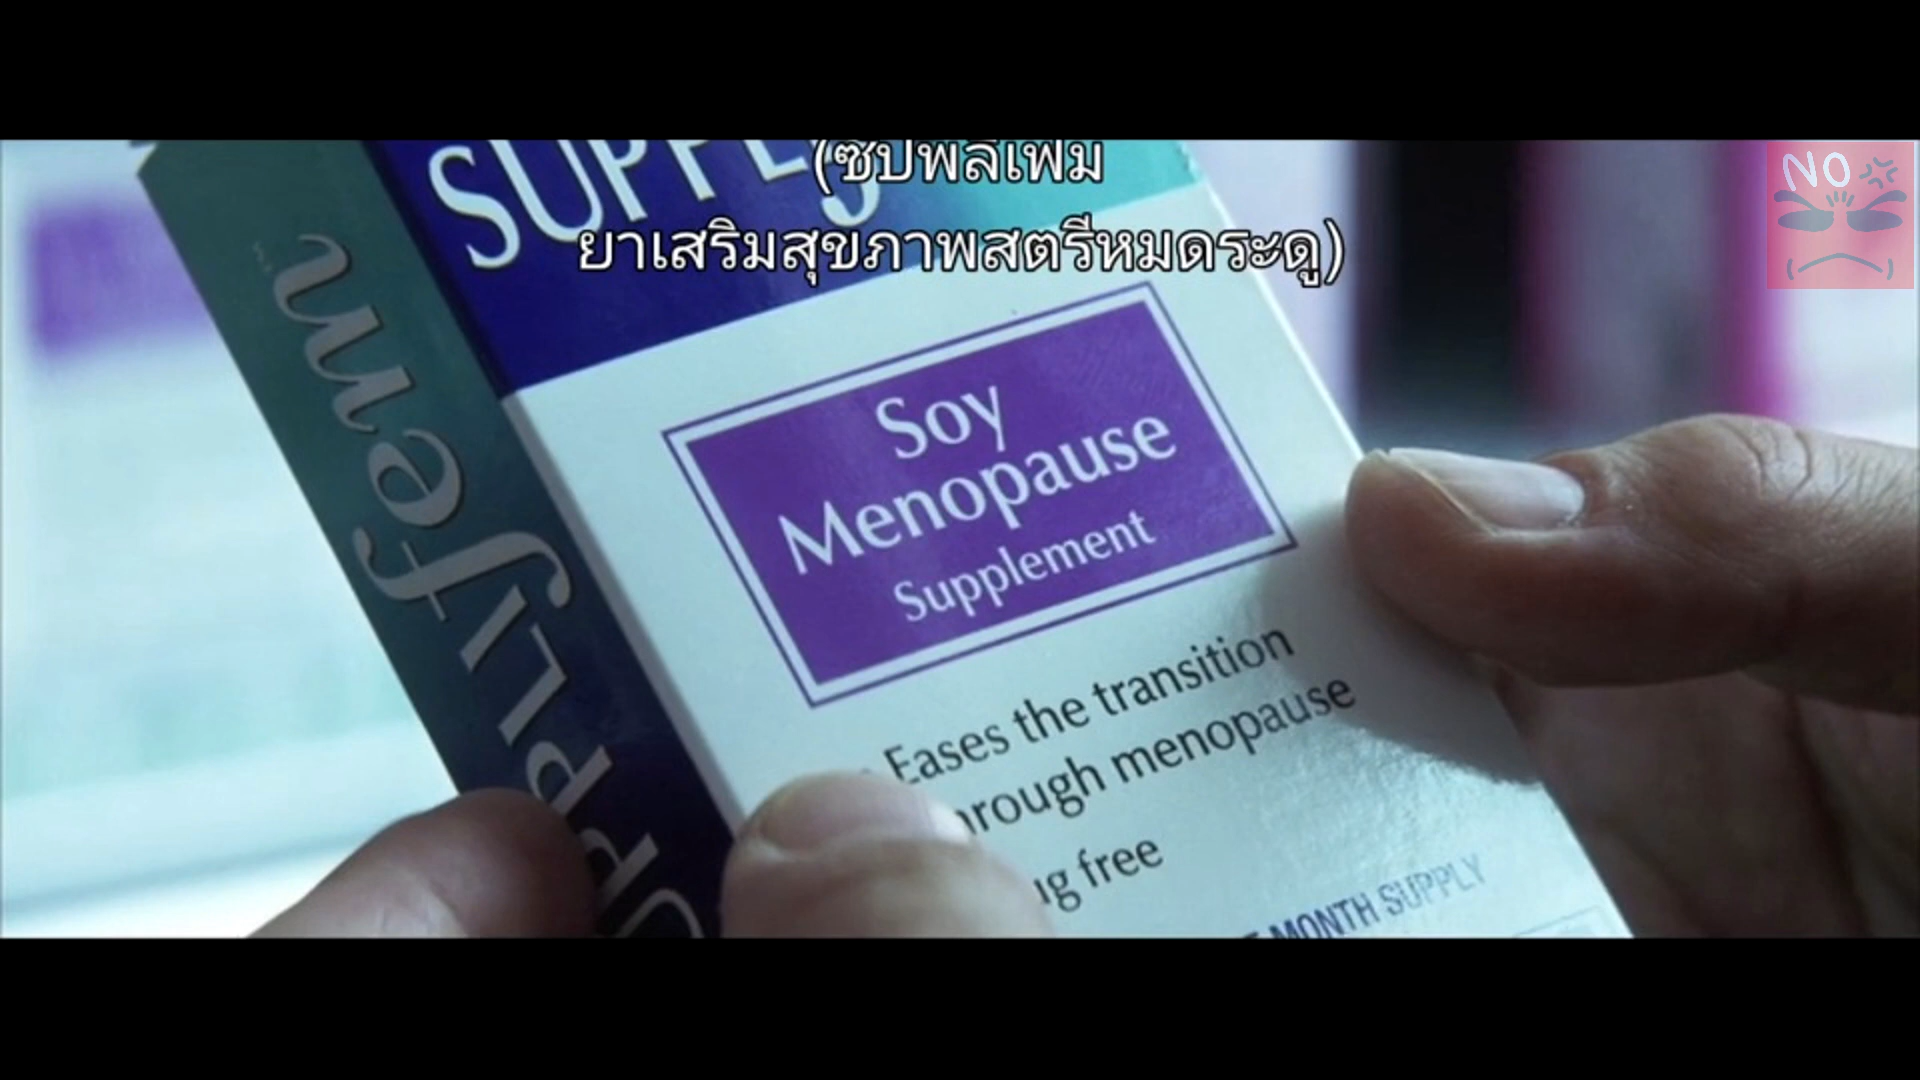 (ซัปพลิเฟม
ยาเสริมสุขภาพสตรีหมดระดู)
NO
Soy
Menopause
Supplement
Eases the transition
menopause
free
MONTH SUPPLY